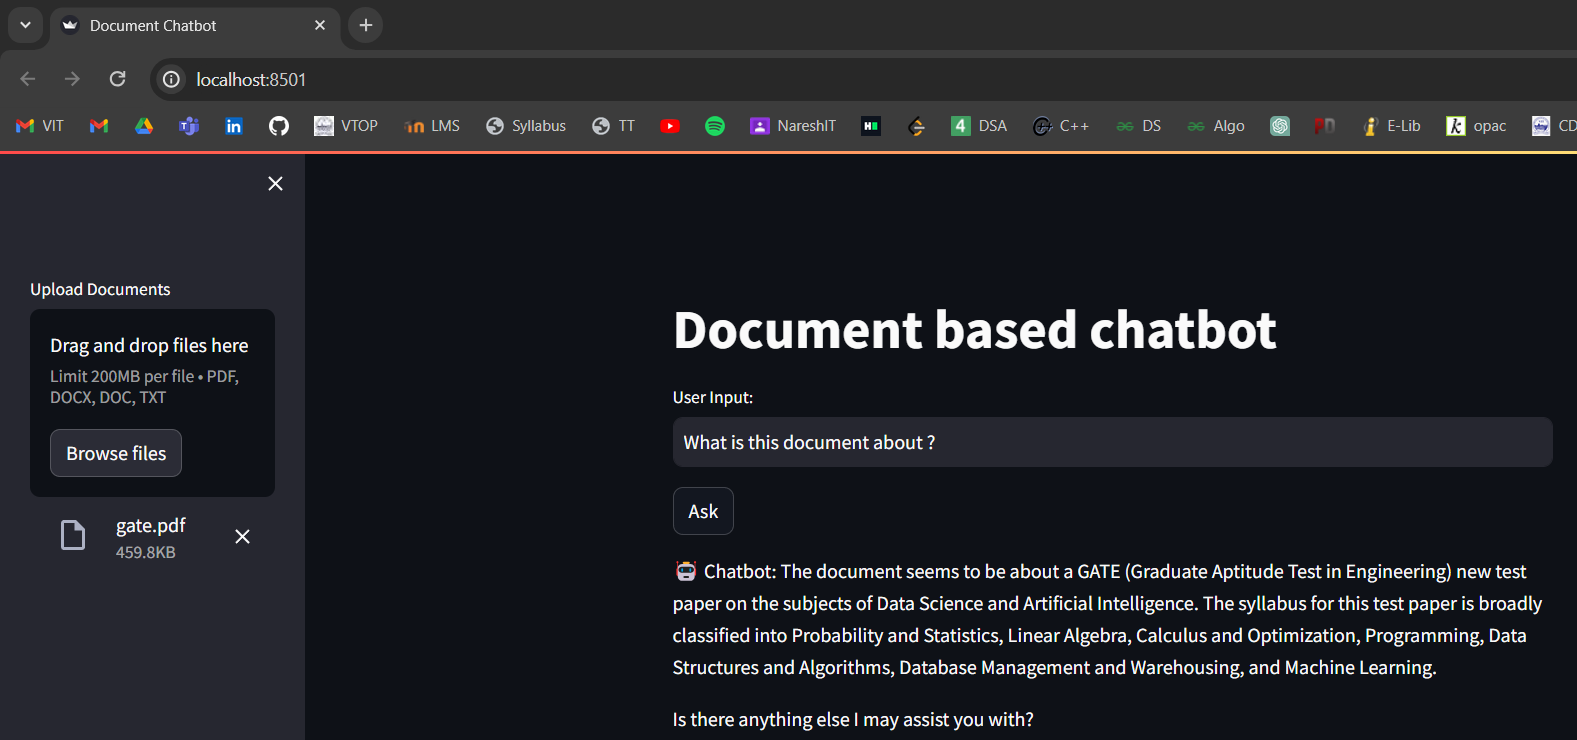 Document Chatbot
localhost:8501
VIT
VTOP
LMS
Syllabus
TT
NareshIT
4 DSA
C++
DS
Algo
E-Lib
k opac
CD
Upload Documents
Drag and drop files here
Limit 200MB per file • PDF,
DOCX, DOC, TXT
Browse files
gate.pdf
459.8KB
Document based chatbot
User Input:
What is this document about ?
Ask
Chatbot: The document seems to be about a GATE (Graduate Aptitude Test in Engineering) new test
paper on the subjects of Data Science and Artificial Intelligence. The syllabus for this test paper is broadly
classified into Probability and Statistics, Linear Algebra, Calculus and Optimization, Programming, Data
Structures and Algorithms, Database Management and Warehousing, and Machine Learning.
Is there anything else I may assist you with?